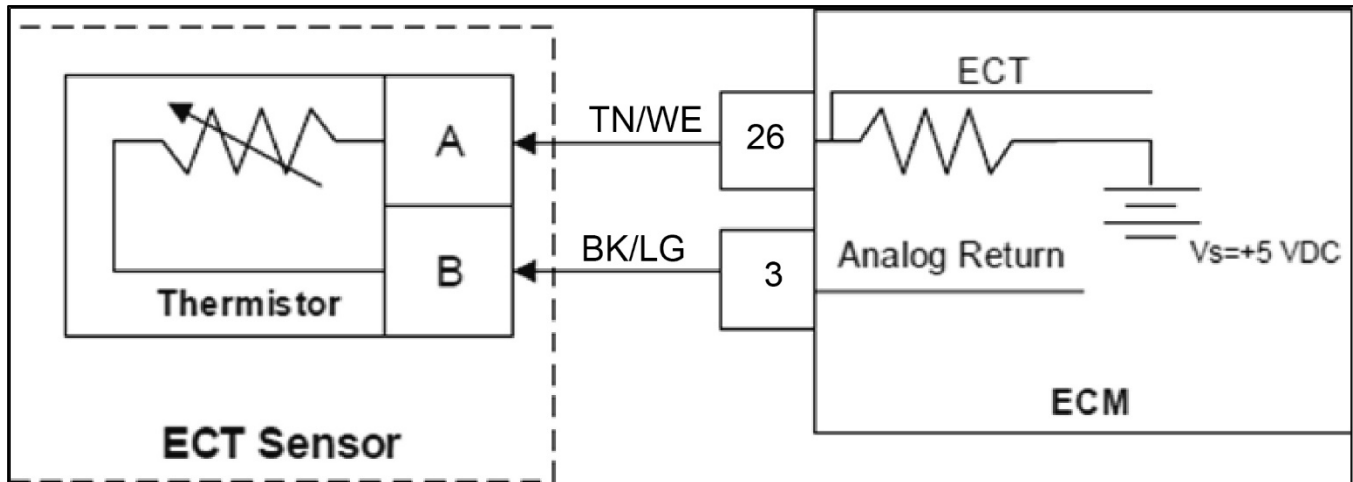 ECT
TN/WE
A
26
BK/LG
Analog Return
Vs=+5 VDC
B
3
Thermistor
ECM
ECT Sensor